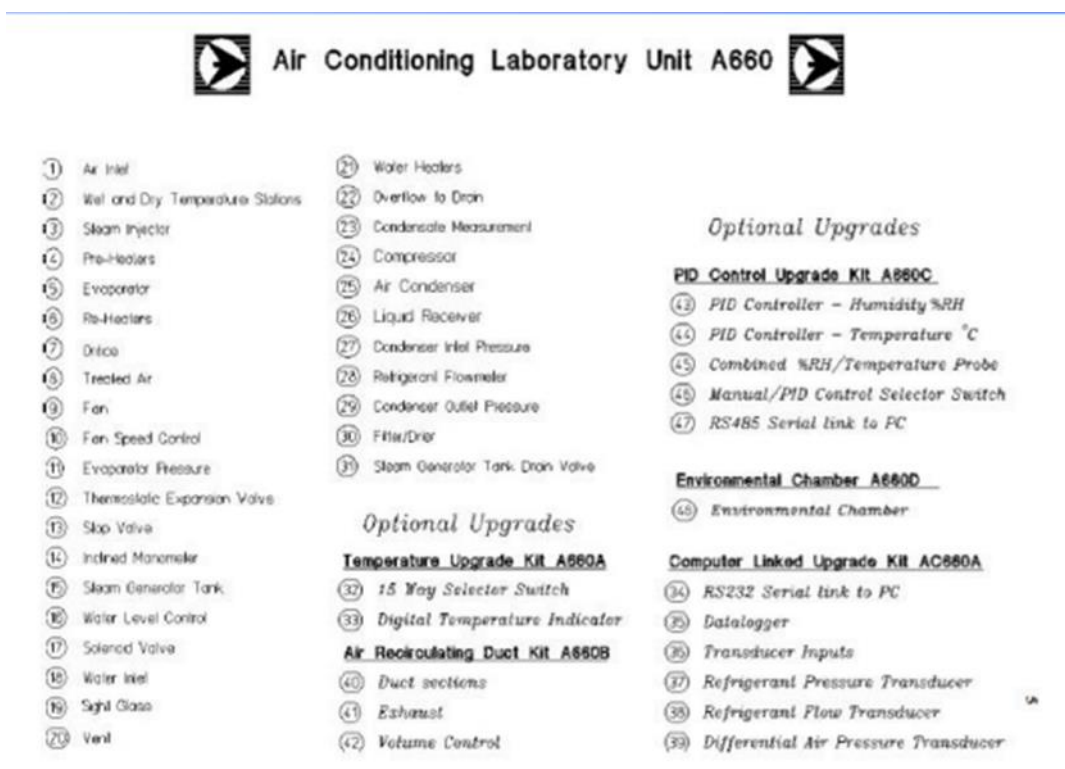 Air Conditioning Laboratory Unit A660
1 Air Inlet
2 Wet and Dry Temperature Stations
3 Steam Injector
4 Pre-Heaters
5 Evaporator
6 Re-Heaters
7 Orifice
8 Treated Air
9 Fan
10 Fan Speed Control
11 Evaporator Pressure
12 Thermostatic Expansion Valve
13 Stop Valve
14 Inclined Manometer
15 Steam Generator Tank
16 Water Level Control
17 Solenoid Valve
18 Water Inlet
19 Sight Glass
20 Vent
21 Water Heaters
22 Overflow to Drain
23 Condensate Measurement
24 Compressor
25 Air Condenser
26 Liquid Receiver
27 Condenser Inlet Pressure
28 Refrigerant Flowmeter
29 Condenser Outlet Pressure
30 Filter/Drier
31 Steam Generator Tank Drain Valve
Optional Upgrades
Temperature Upgrade Kit A660A
32 15 Way Selector Switch
33 Digital Temperature Indicator
Air Recirculating Duct Kit A660B
40 Duct sections
41 Exhaust
42 Volume Control
Optional Upgrades
PID Control Upgrade Kit A660C
43 PID Controller - Humidity %RH
44 PID Controller - Temperature °C
45 Combined %RH/Temperature Probe
46 Manual/PID Control Selector Switch
47 RS485 Serial link to PC
Environmental Chamber A660D
48 Environmental Chamber
Computer Linked Upgrade Kit AC660A
34 RS232 Serial link to PC
35 Datalogger
36 Transducer Inputs
37 Refrigerant Pressure Transducer
38 Refrigerant Flow Transducer
39 Differential Air Pressure Transducer